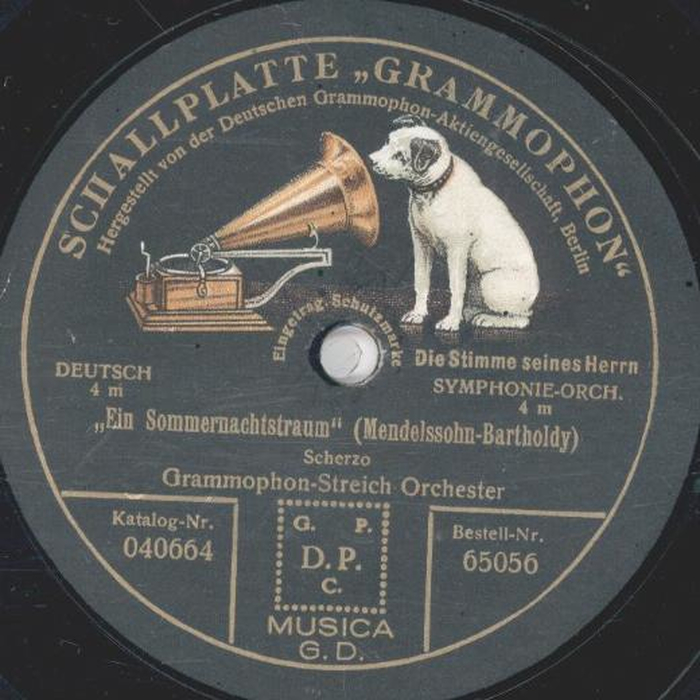 SCHALLPLATTE „GRAMMOPHON“
Hergestellt von der Deutschen Grammophon-Aktiengesellschaft, Berlin
Eingetrag. Schutzmarke
Die Stimme seines Herrn
DEUTSCH
4 m
SYMPHONIE-ORCH.
4 m
„Ein Sommernachtstraum“ (Mendelssohn-Bartholdy)
Scherzo
Grammophon-Streich Orchester
Katalog-Nr.
040664
G. P.
D.P.
C.
Bestell-Nr.
65056
MUSICA
G.D.